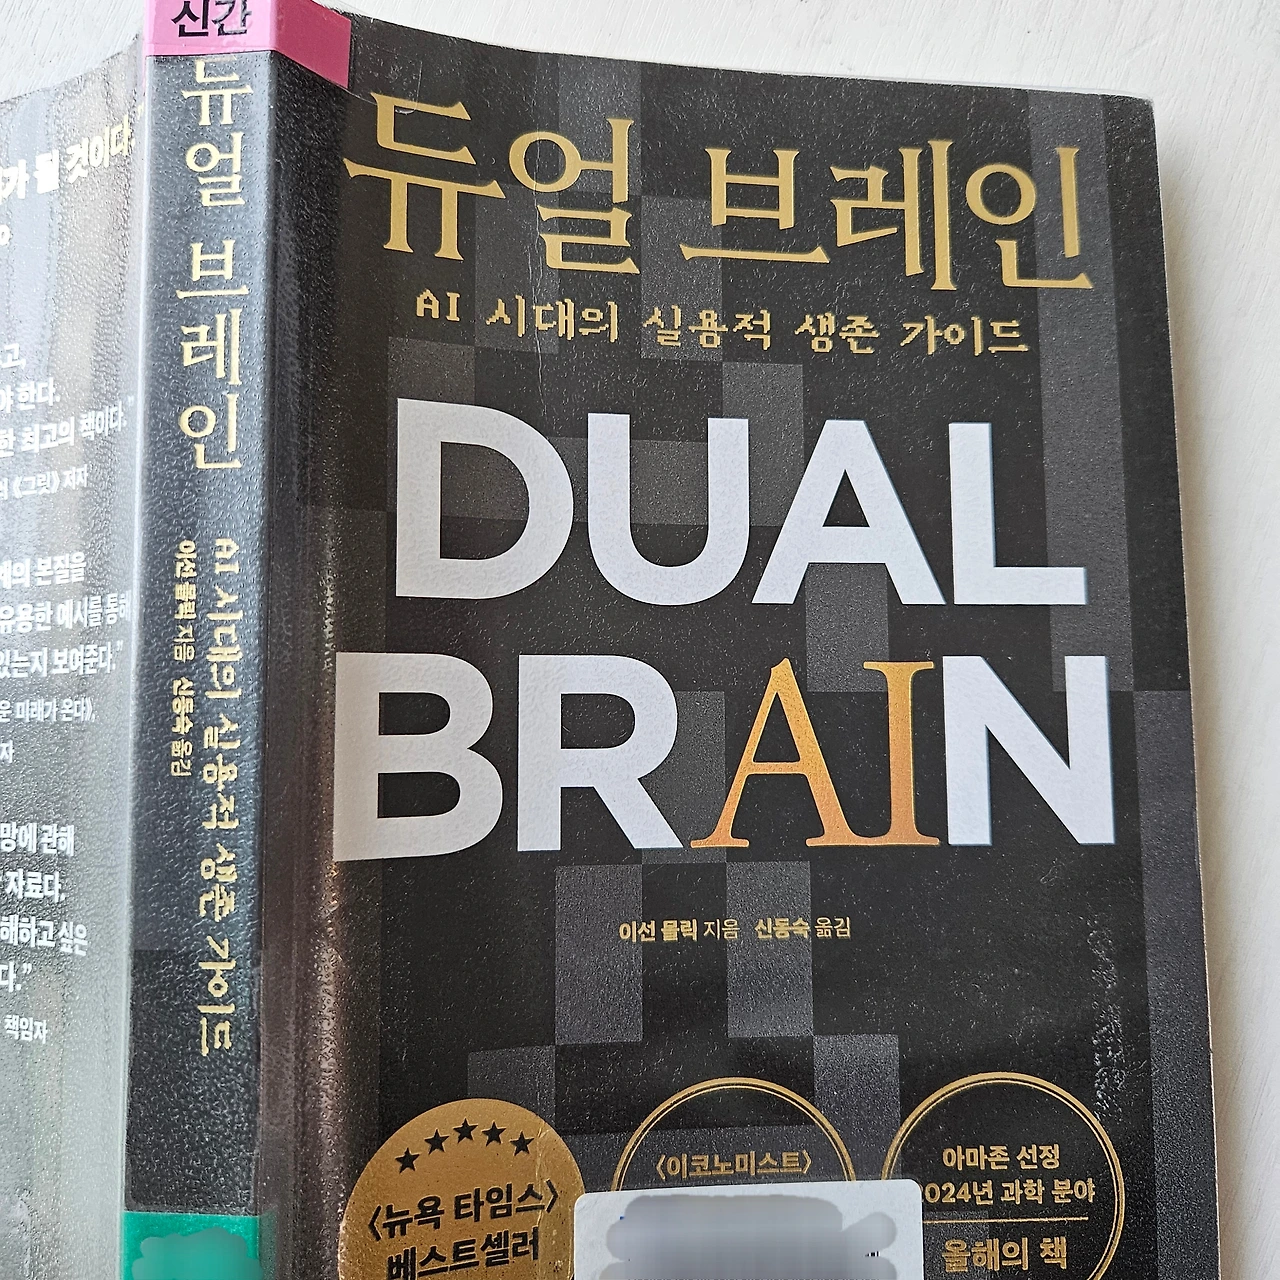 신간
듀얼 브레인
AI 시대의 실용적 생존 가이드
이선 몰릭 지음 신동숙 옮김
듀얼 브레인
AI 시대의 실용적 생존 가이드
DUAL
BRAIN
이선 몰릭 지음 신동숙 옮김
〈뉴욕 타임스〉
베스트셀러
〈이코노미스트〉
아마존 선정
024년 과학 분야
올해의 책
가 될 것이다.
고
야 한다.
한 최고의 책이다."
《그릿》 저자
계의 본질을
유용한 예시를 통해
있는지 보여준다."
운 미래가 온다》,
자
망에 관해
자료다.
해하고 싶은
다."
책임자